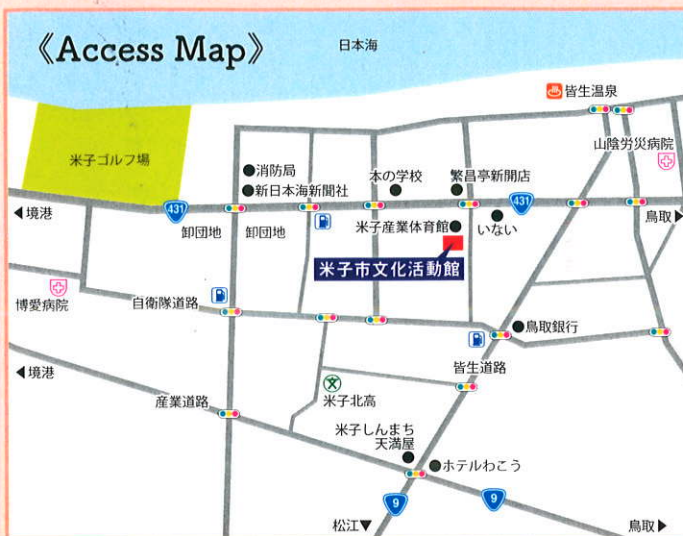 《Access Map》
日本海
皆生温泉
山陰労災病院
米子ゴルフ場
消防局
新日本海新聞社
本の学校
繁昌亭新開店
431
431
◀境港
鳥取▶
卸団地
卸団地
米子産業体育館
いない
米子市文化活動館
博愛病院
自衛隊道路
鳥取銀行
◀境港
皆生道路
産業道路
米子北高
米子しんまち
天満屋
ホテルわこう
9
9
松江▼
鳥取▶